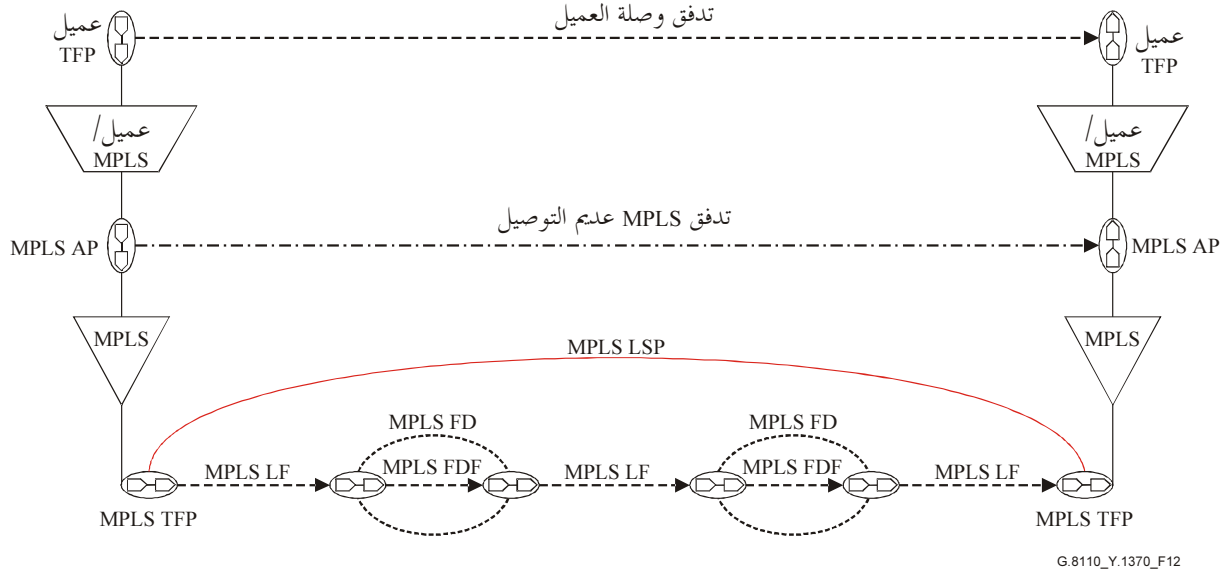 تدفق وصلة العميل
عميل
TFP
عميل
TFP
عميل/
MPLS
عميل/
MPLS
تدفق MPLS عديم التوصيل
MPLS AP
MPLS AP
MPLS
MPLS
MPLS LSP
MPLS FD
MPLS FD
MPLS LF
MPLS FDF
MPLS LF
MPLS FDF
MPLS LF
MPLS TFP
MPLS TFP
G.8110_Y.1370_F12